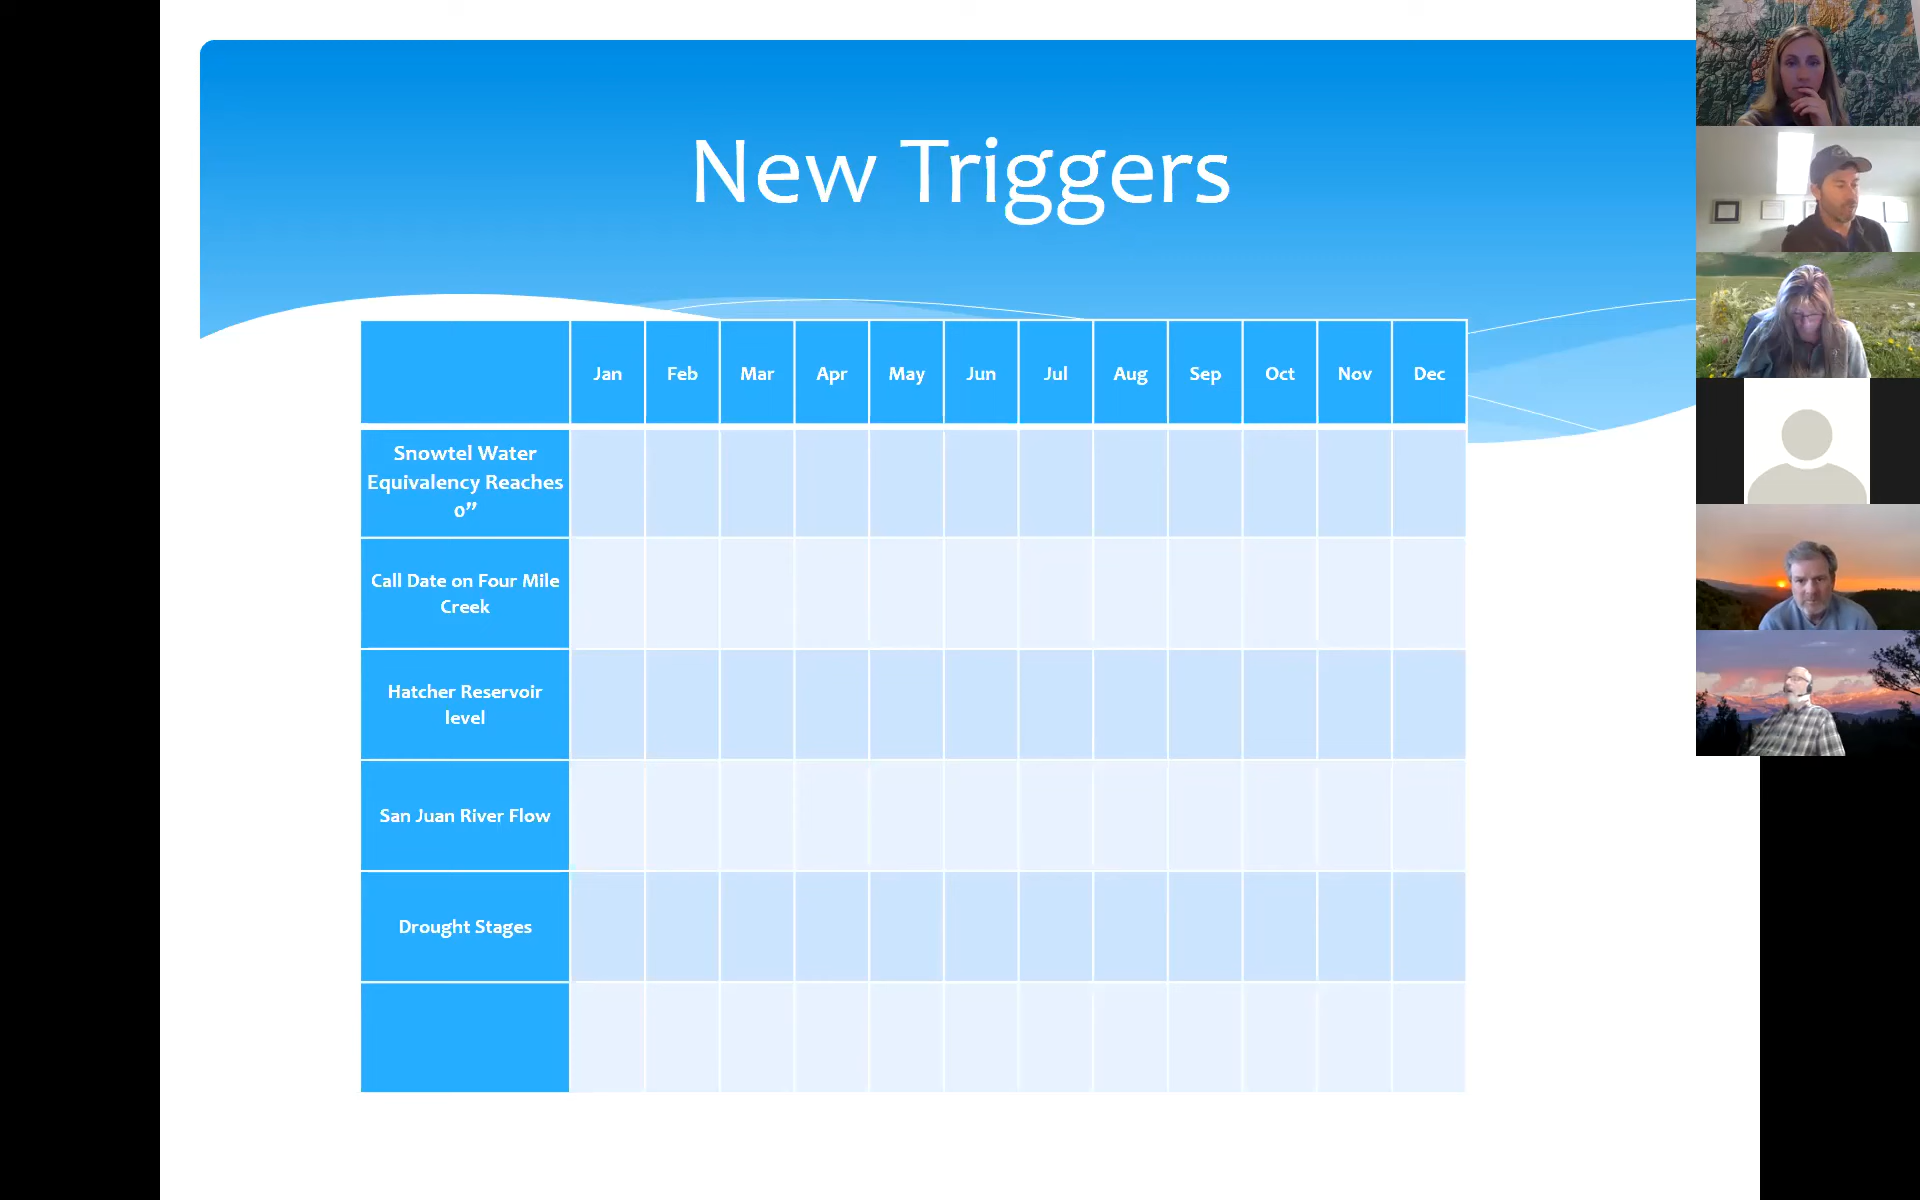 New Triggers
Jan Feb Mar Apr May Jun Jul Aug Sep Oct Nov Dec
Snowtel Water
Equivalency Reaches
0”
Call Date on Four Mile
Creek
Hatcher Reservoir
level
San Juan River Flow
Drought Stages